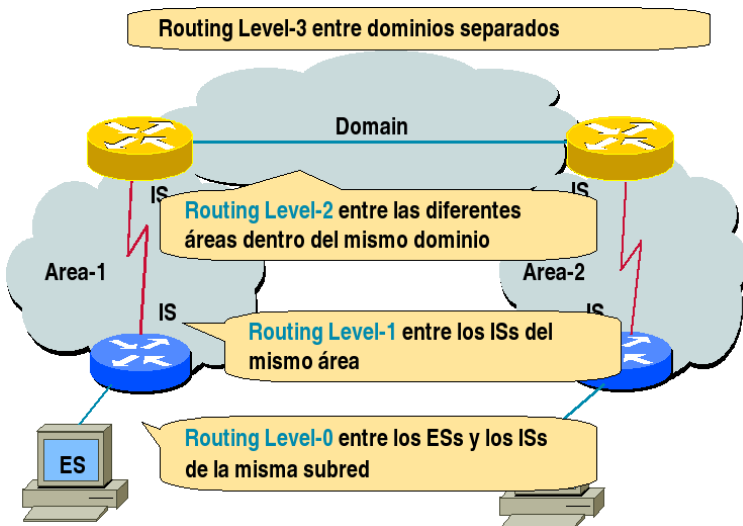 Routing Level-3 entre dominios separados
Domain
IS
IS
Routing Level-2 entre las diferentes
áreas dentro del mismo dominio
Area-1
Area-2
IS
IS
Routing Level-1 entre los ISs del
mismo área
Routing Level-0 entre los ESs y los ISs
de la misma subred
ES